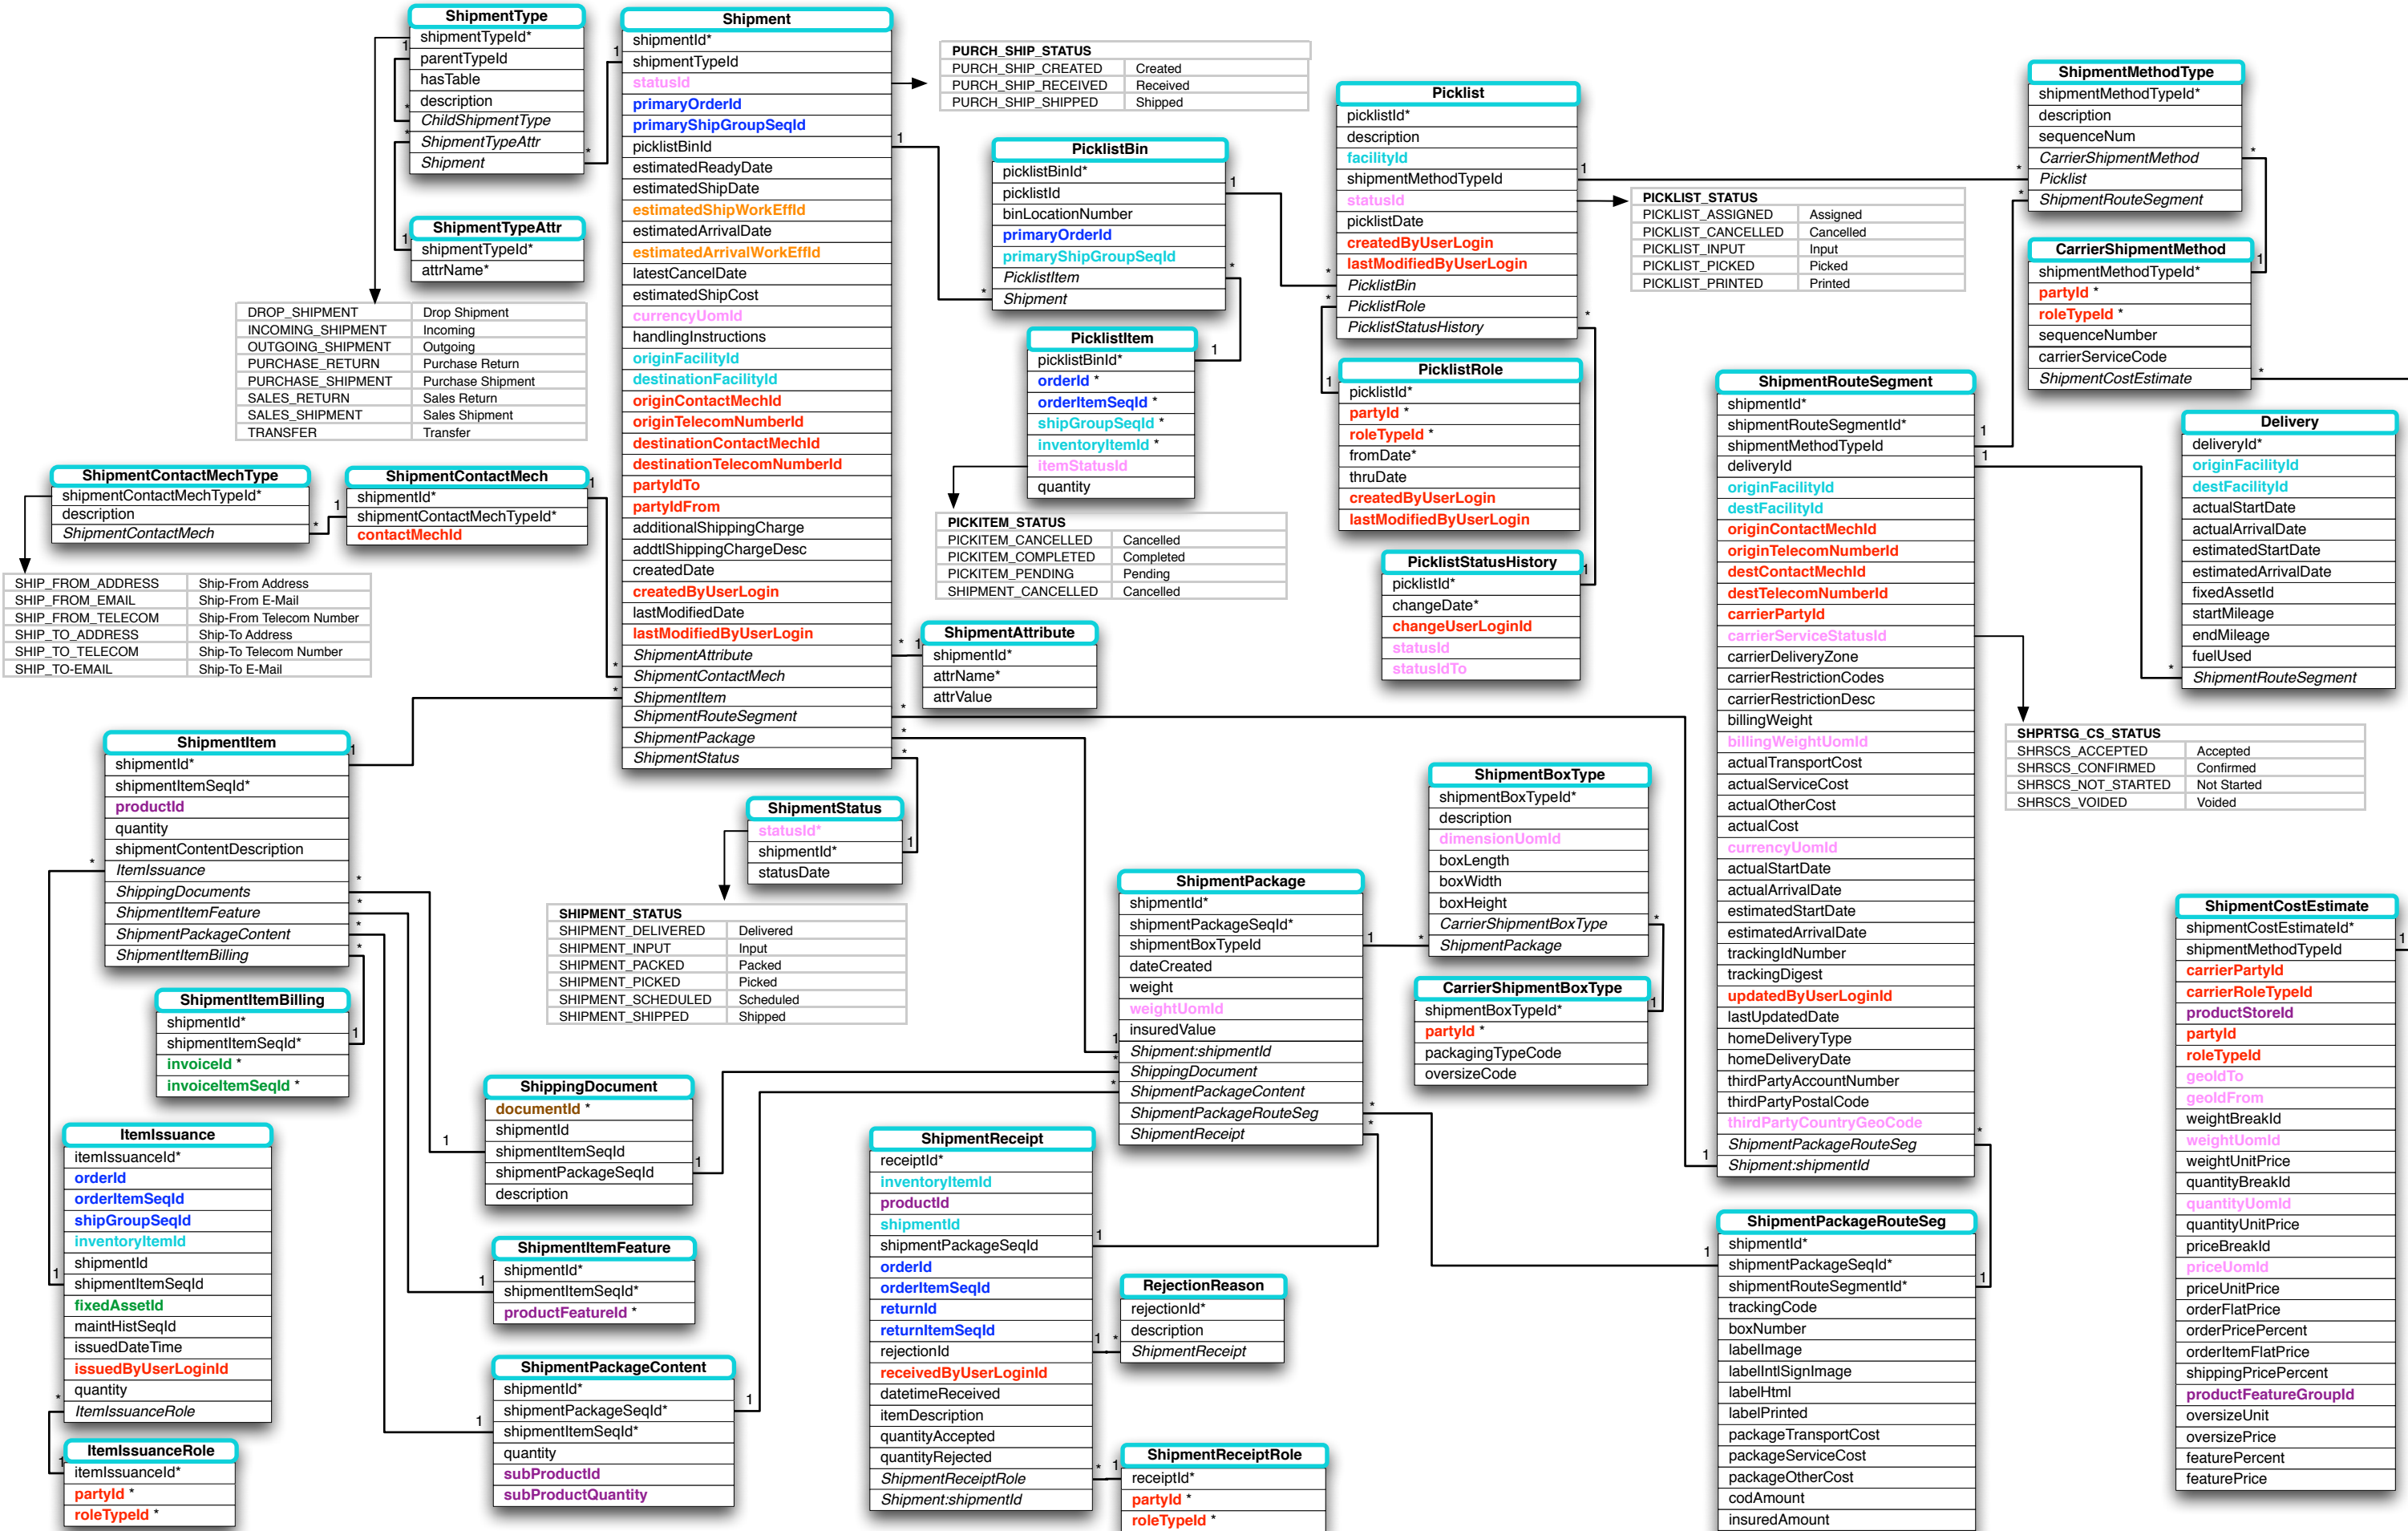 ShipmentType
shipmentTypeId*
parentTypeId
hasTable
description
ChildShipmentType
ShipmentTypeAttr
Shipment
ShipmentTypeAttr
shipmentTypeId*
attrName*
DROP_SHIPMENT Drop Shipment
INCOMING_SHIPMENT Incoming
OUTGOING_SHIPMENT Outgoing
PURCHASE_RETURN Purchase Return
PURCHASE_SHIPMENT Purchase Shipment
SALES_RETURN Sales Return
SALES_SHIPMENT Sales Shipment
TRANSFER Transfer
Shipment
shipmentId*
shipmentTypeId
statusId
primaryOrderId
primaryShipGroupSeqId
picklistBinId
estimatedReadyDate
estimatedShipDate
estimatedShipWorkEffId
estimatedArrivalDate
estimatedArrivalWorkEffId
latestCancelDate
estimatedShipCost
currencyUomId
handlingInstructions
originFacilityId
destinationFacilityId
originContactMechId
originTelecomNumberId
destinationContactMechId
destinationTelecomNumberId
partyIdTo
partyIdFrom
additionalShippingCharge
addtlShippingChargeDesc
createdDate
createdByUserLogin
lastModifiedDate
lastModifiedByUserLogin
ShipmentAttribute
ShipmentContactMech
ShipmentItem
ShipmentRouteSegment
ShipmentPackage
ShipmentStatus
PURCH_SHIP_STATUS
PURCH_SHIP_CREATED Created
PURCH_SHIP_RECEIVED Received
PURCH_SHIP_SHIPPED Shipped
PicklistBin
picklistBinId*
picklistId
binLocationNumber
primaryOrderId
primaryShipGroupSeqId
PicklistItem
Shipment
PicklistItem
picklistBinId*
orderId *
orderItemSeqId *
shipGroupSeqId *
inventoryItemId *
itemStatusId
quantity
PICKITEM_STATUS
PICKITEM_CANCELLED Cancelled
PICKITEM_COMPLETED Completed
PICKITEM_PENDING Pending
SHIPMENT_CANCELLED Cancelled
Picklist
picklistId*
description
facilityId
shipmentMethodTypeId
statusId
picklistDate
createdByUserLogin
lastModifiedByUserLogin
PicklistBin
PicklistRole
PicklistStatusHistory
PicklistRole
picklistId*
partyId *
roleTypeId *
fromDate*
thruDate
createdByUserLogin
lastModifiedByUserLogin
PicklistStatusHistory
picklistId*
changeDate*
changeUserLoginId
statusId
statusIdTo
PICKLIST_STATUS
PICKLIST_ASSIGNED Assigned
PICKLIST_CANCELLED Cancelled
PICKLIST_INPUT Input
PICKLIST_PICKED Picked
PICKLIST_PRINTED Printed
ShipmentMethodType
shipmentMethodTypeId*
description
sequenceNum
CarrierShipmentMethod
Picklist
ShipmentRouteSegment
CarrierShipmentMethod
shipmentMethodTypeId*
partyId *
roleTypeId *
sequenceNumber
carrierServiceCode
ShipmentCostEstimate
Delivery
deliveryId*
originFacilityId
destFacilityId
actualStartDate
actualArrivalDate
estimatedStartDate
estimatedArrivalDate
fixedAssetId
startMileage
endMileage
fuelUsed
ShipmentRouteSegment
ShipmentRouteSegment
shipmentId*
shipmentRouteSegmentId*
shipmentMethodTypeId
deliveryId
originFacilityId
destFacilityId
originContactMechId
originTelecomNumberId
destContactMechId
destTelecomNumberId
carrierPartyId
carrierServiceStatusId
carrierDeliveryZone
carrierRestrictionCodes
carrierRestrictionDesc
billingWeight
billingWeightUomId
actualTransportCost
actualServiceCost
actualOtherCost
actualCost
currencyUomId
actualStartDate
actualArrivalDate
estimatedStartDate
estimatedArrivalDate
trackingIdNumber
trackingDigest
updatedByUserLoginId
lastUpdatedDate
homeDeliveryType
homeDeliveryDate
thirdPartyAccountNumber
thirdPartyPostalCode
thirdPartyCountryGeoCode
ShipmentPackageRouteSeg
Shipment:shipmentId
SHPRTSG_CS_STATUS
SHRSCS_ACCEPTED Accepted
SHRSCS_CONFIRMED Confirmed
SHRSCS_NOT_STARTED Not Started
SHRSCS_VOIDED Voided
ShipmentContactMechType
shipmentContactMechTypeId*
description
ShipmentContactMech
ShipmentContactMech
shipmentId*
shipmentContactMechTypeId*
contactMechId
SHIP_FROM_ADDRESS Ship-From Address
SHIP_FROM_EMAIL Ship-From E-Mail
SHIP_FROM_TELECOM Ship-From Telecom Number
SHIP_TO_ADDRESS Ship-To Address
SHIP_TO_TELECOM Ship-To Telecom Number
SHIP_TO-EMAIL Ship-To E-Mail
ShipmentAttribute
shipmentId*
attrName*
attrValue
ShipmentItem
shipmentId*
shipmentItemSeqId*
productId
quantity
shipmentContentDescription
ItemIssuance
ShippingDocuments
ShipmentItemFeature
ShipmentPackageContent
ShipmentItemBilling
ShipmentItemBilling
shipmentId*
shipmentItemSeqId*
invoiceId *
invoiceItemSeqId *
ItemIssuance
itemIssuanceId*
orderId
orderItemSeqId
shipGroupSeqId
inventoryItemId
shipmentId
shipmentItemSeqId
fixedAssetId
maintHistSeqId
issuedDateTime
issuedByUserLoginId
quantity
ItemIssuanceRole
ItemIssuanceRole
itemIssuanceId*
partyId *
roleTypeId *
ShipmentStatus
statusId*
shipmentId*
statusDate
SHIPMENT_STATUS
SHIPMENT_DELIVERED Delivered
SHIPMENT_INPUT Input
SHIPMENT_PACKED Packed
SHIPMENT_PICKED Picked
SHIPMENT_SCHEDULED Scheduled
SHIPMENT_SHIPPED Shipped
ShippingDocument
documentId *
shipmentId
shipmentItemSeqId
shipmentPackageSeqId
description
ShipmentItemFeature
shipmentId*
shipmentItemSeqId*
productFeatureId *
ShipmentPackageContent
shipmentId*
shipmentPackageSeqId*
shipmentItemSeqId*
quantity
subProductId
subProductQuantity
ShipmentPackage
shipmentId*
shipmentPackageSeqId*
shipmentBoxTypeId
dateCreated
weight
weightUomId
insuredValue
Shipment:shipmentId
ShippingDocument
ShipmentPackageContent
ShipmentPackageRouteSeg
ShipmentReceipt
ShipmentBoxType
shipmentBoxTypeId*
description
dimensionUomId
boxLength
boxWidth
boxHeight
CarrierShipmentBoxType
ShipmentPackage
CarrierShipmentBoxType
shipmentBoxTypeId*
partyId *
packagingTypeCode
oversizeCode
ShipmentReceipt
receiptId*
inventoryItemId
productId
shipmentId
shipmentPackageSeqId
orderId
orderItemSeqId
returnId
returnItemSeqId
rejectionId
receivedByUserLoginId
datetimeReceived
itemDescription
quantityAccepted
quantityRejected
ShipmentReceiptRole
Shipment:shipmentId
RejectionReason
rejectionId*
description
ShipmentReceipt
ShipmentReceiptRole
receiptId*
partyId *
roleTypeId *
ShipmentPackageRouteSeg
shipmentId*
shipmentPackageSeqId*
shipmentRouteSegmentId*
trackingCode
boxNumber
labelImage
labelIntlSignImage
labelHtml
labelPrinted
packageTransportCost
packageServiceCost
packageOtherCost
codAmount
insuredAmount
ShipmentCostEstimate
shipmentCostEstimateId*
shipmentMethodTypeId
carrierPartyId
carrierRoleTypeId
productStoreId
partyId
roleTypeId
geoIdTo
geoIdFrom
weightBreakId
weightUomId
weightUnitPrice
quantityBreakId
quantityUomId
quantityUnitPrice
priceBreakId
priceUomId
priceUnitPrice
orderFlatPrice
orderPricePercent
orderItemFlatPrice
shippingPricePercent
productFeatureGroupId
oversizeUnit
oversizePrice
featurePercent
featurePrice